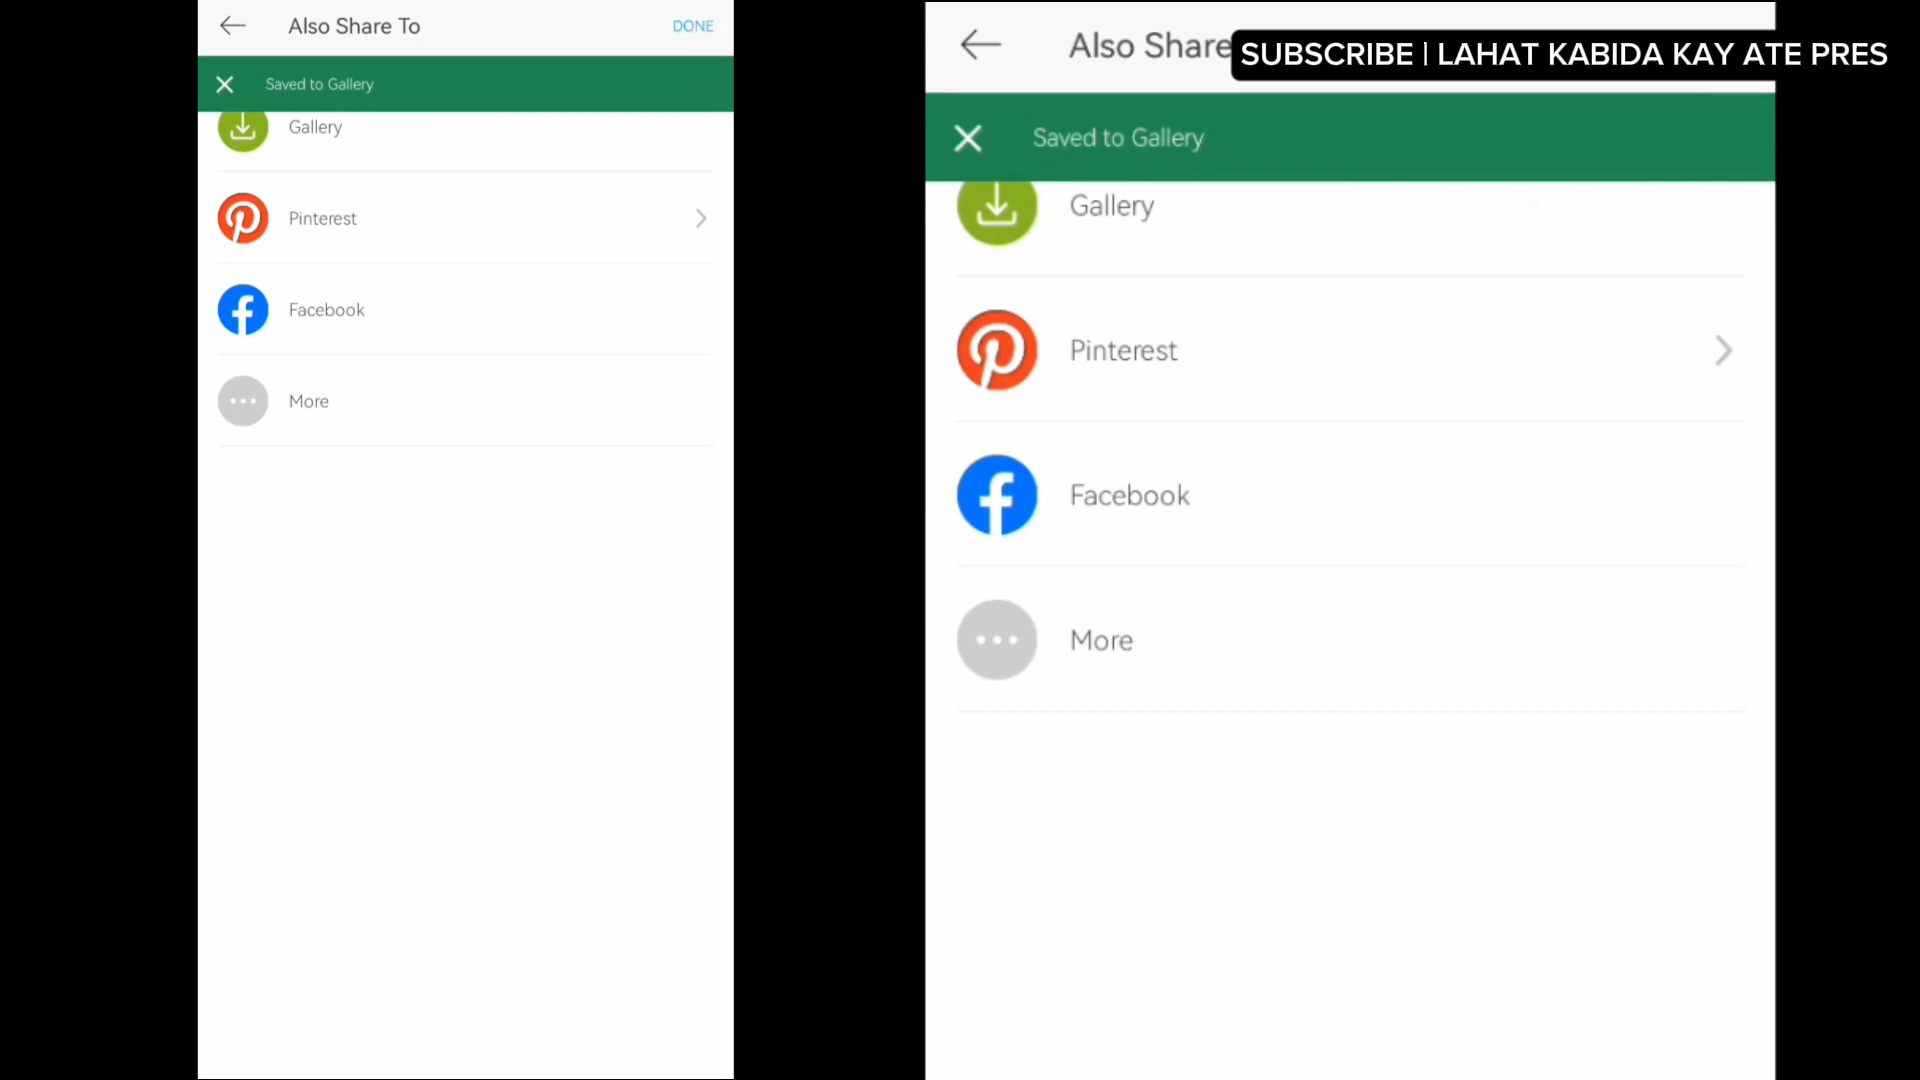 Also Share To
DONE
Saved to Gallery
Gallery
Pinterest
Facebook
More
Also Share
SUBSCRIBE | LAHAT KABIDA KAY ATE PRES
Saved to Gallery
Gallery
Pinterest
Facebook
More